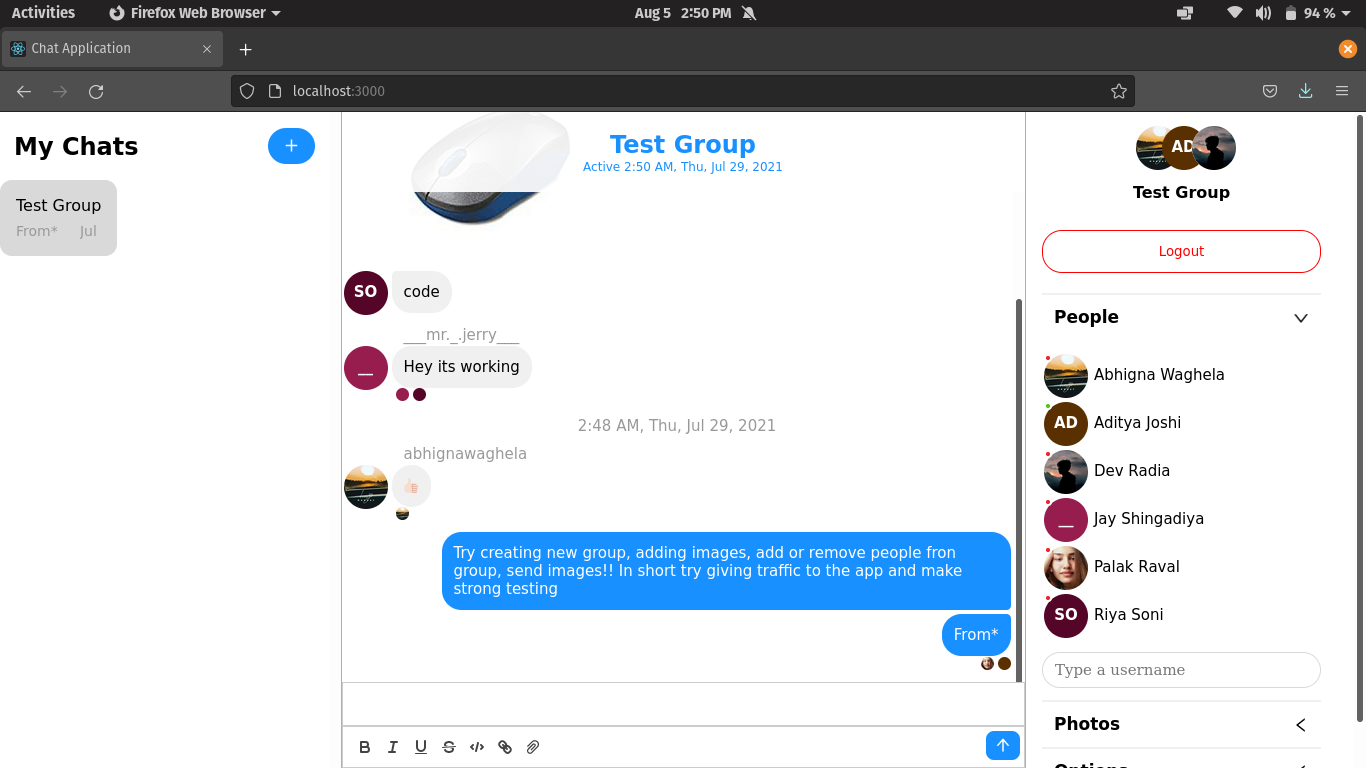 Activities
Firefox Web Browser
Aug 5 2:50 PM
94 %
Chat Application
localhost:3000
My Chats
+
Test Group
From* Jul
Test Group
Active 2:50 AM, Thu, Jul 29, 2021
SO
code
___mr._.jerry___
__
Hey its working
2:48 AM, Thu, Jul 29, 2021
abhignawaghela
Try creating new group, adding images, add or remove people fron
group, send images!! In short try giving traffic to the app and make
strong testing
From*
B I U S </>
AD
Test Group
Logout
People
Abhigna Waghela
AD
Aditya Joshi
Dev Radia
__
Jay Shingadiya
Palak Raval
SO
Riya Soni
Type a username
Photos
Options